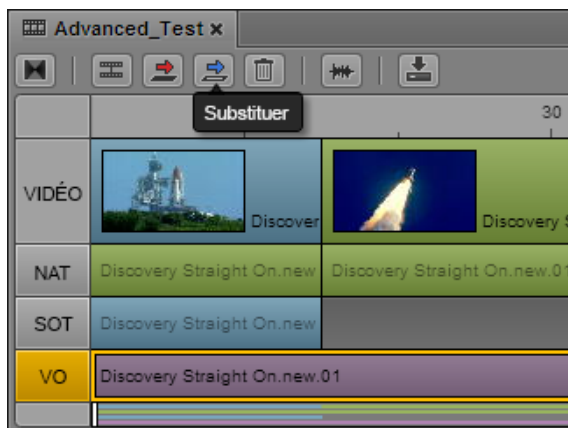 Advanced_Test x
Substituer
30
VIDÉO
Discover
Discovery S
NAT
Discovery Straight On.new
Discovery Straight On.new.01
SOT
Discovery Straight On.new
VO
Discovery Straight On.new.01